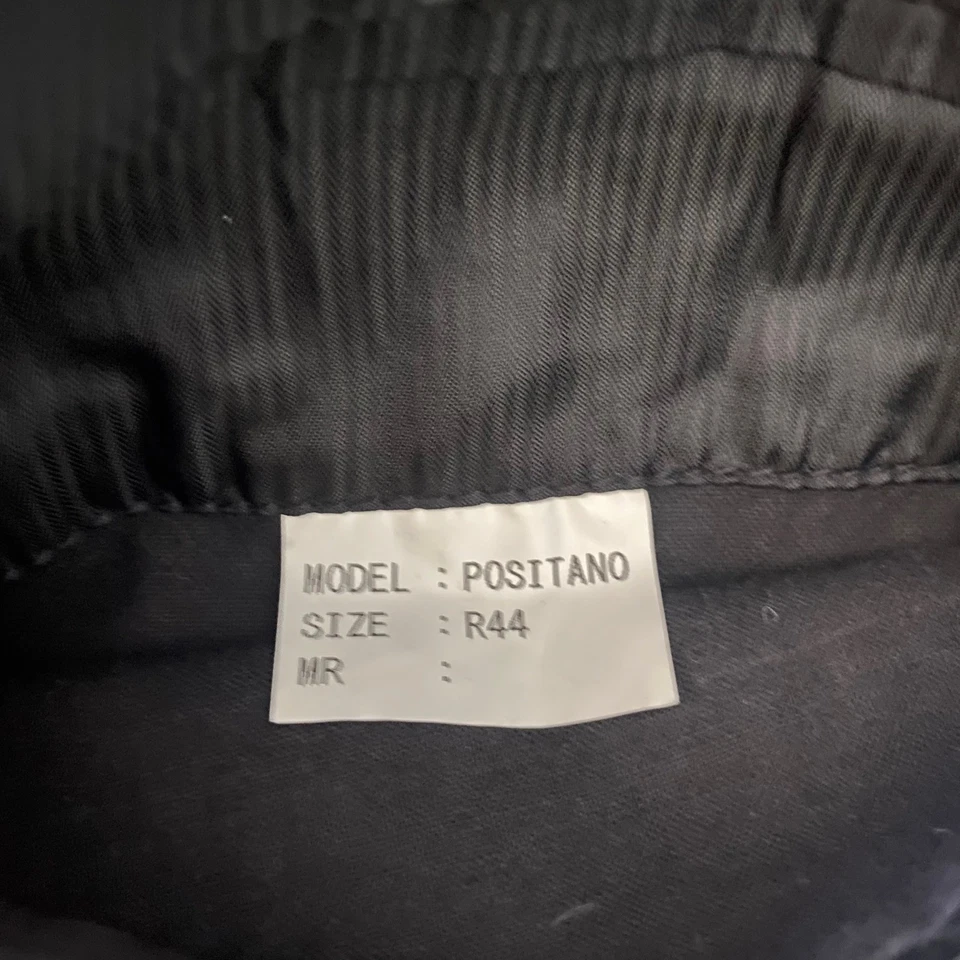 MODEL : POSITANO
SIZE : R44
MR :